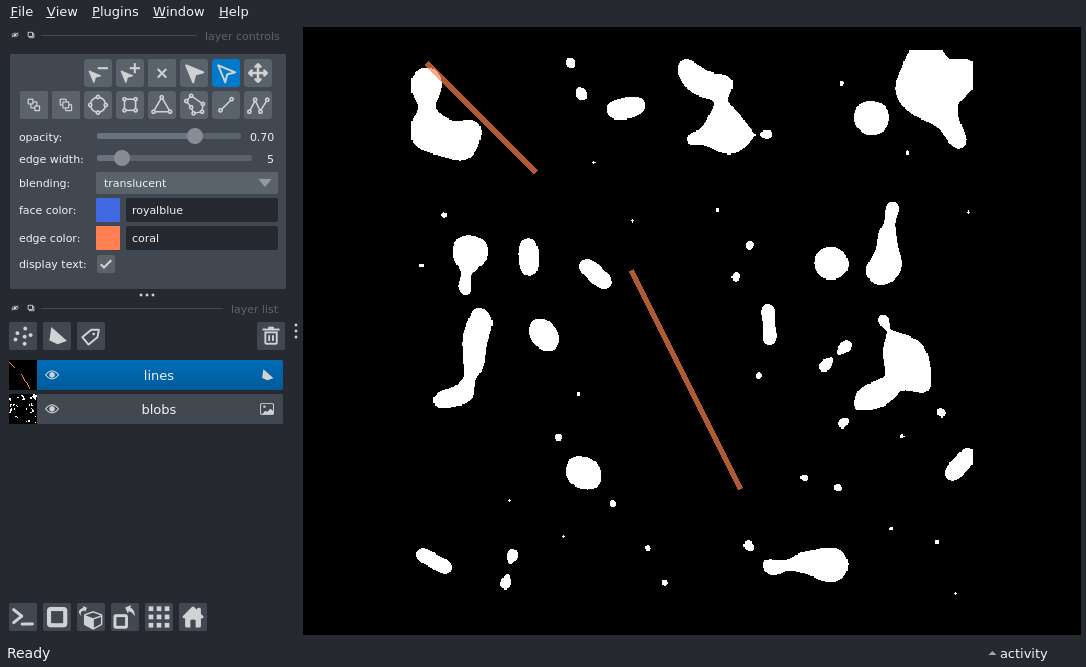 File View Plugins Window Help
layer controls
opacity: 0.70
edge width: 5
blending: translucent
face color: royalblue
edge color: coral
display text:
layer list
lines
blobs
Ready activity